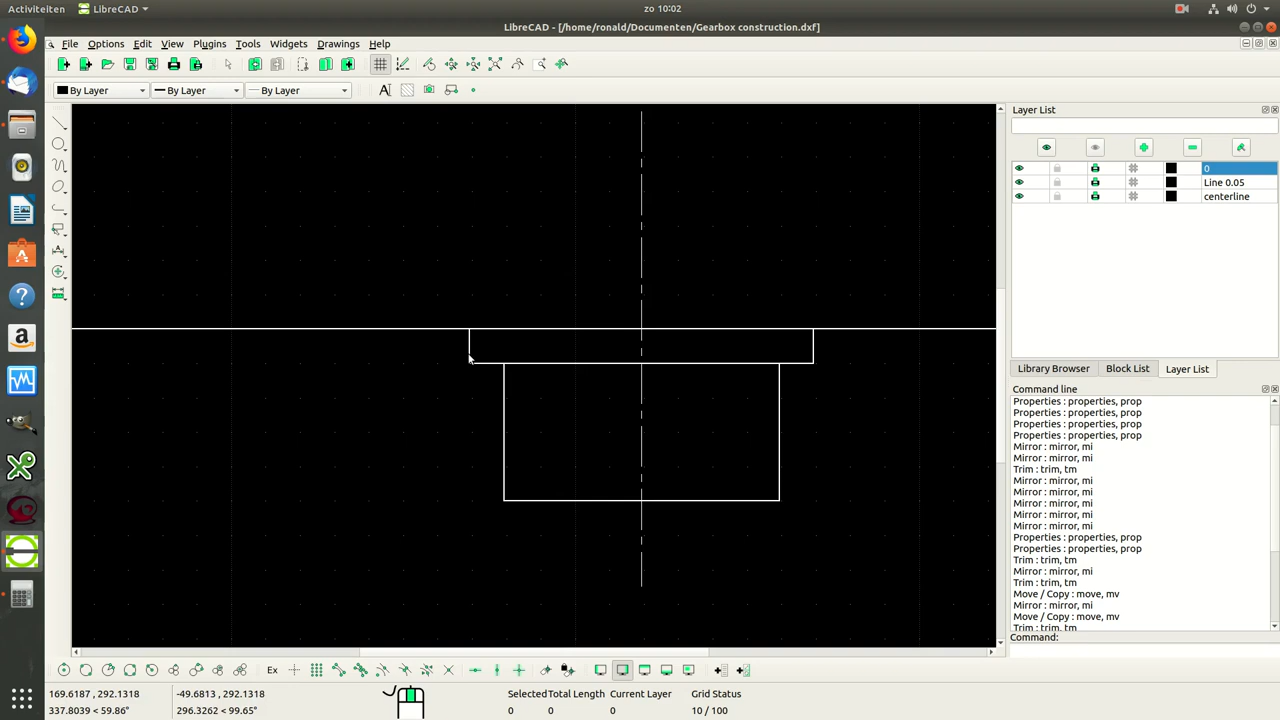 Activiteiten LibreCAD zo 10:02
LibreCAD - [/home/ronald/Documenten/Gearbox construction.dxf]
File Options Edit View Plugins Tools Widgets Drawings Help
By Layer By Layer By Layer
Layer List
0
Line 0.05
centerline
Library Browser Block List Layer List
Command line
Properties : properties, prop
Properties : properties, prop
Properties : properties, prop
Properties : properties, prop
Mirror : mirror, mi
Mirror : mirror, mi
Trim : trim, tm
Mirror : mirror, mi
Mirror : mirror, mi
Mirror : mirror, mi
Mirror : mirror, mi
Mirror : mirror, mi
Properties : properties, prop
Properties : properties, prop
Trim : trim, tm
Mirror : mirror, mi
Trim : trim, tm
Move / Copy : move, mv
Mirror : mirror, mi
Move / Copy : move, mv
Trim : trim, tm
Command:
Ex
169.6187 , 292.1318 -49.6813 , 292.1318 Selected Total Length Current Layer Grid Status
337.8039 < 59.86° 296.3262 < 99.65° 0 0 0 10 / 100